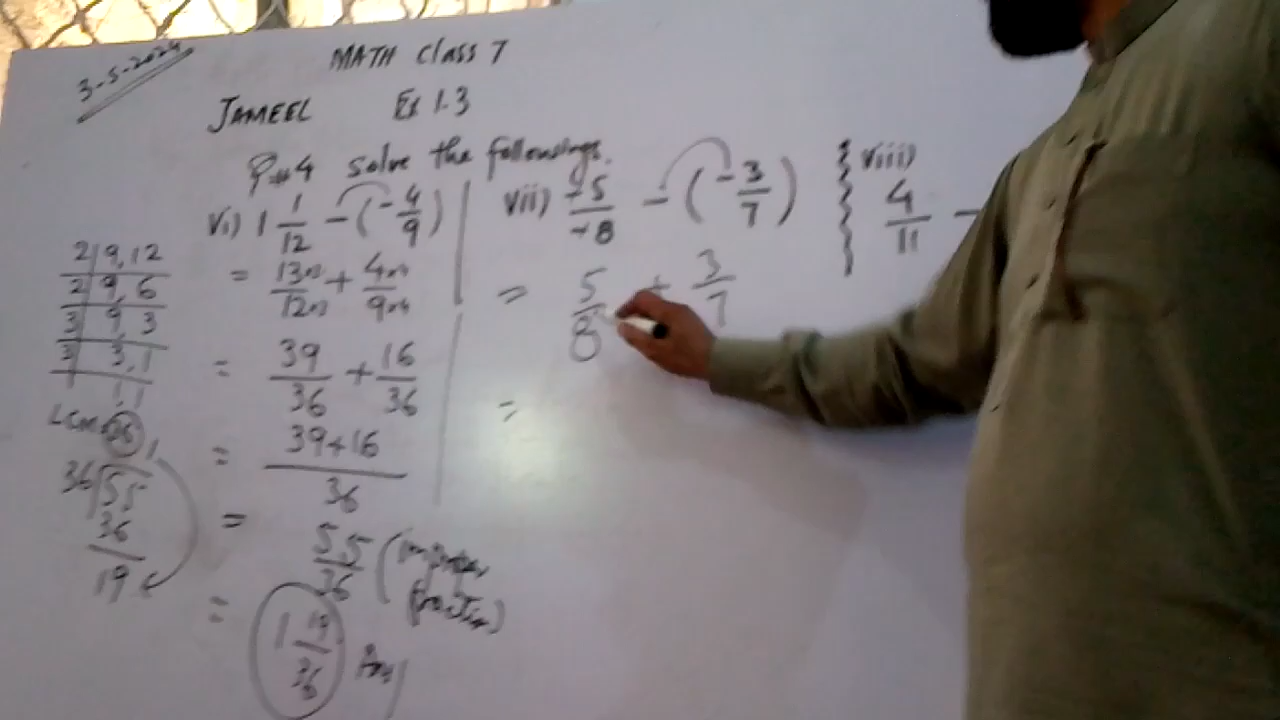 3-5-2024
MATH Class 7
JAMEEL Ex 1.3
Q#4 Solve the followings.
vi) 1 1/12 - (- 4/9)
= 13×3/12×3 + 4×4/9×4
= 39/36 + 16/36
= 39+16/36
= 55/36 (improper fraction)
= 1 19/36 Ans
2|9,12
2|9,6
3|9,3
3|3,1
1,1
LCM=36
36|55|1
36
19
vii) -5/-8 - (- 3/7)
= 5/8 + 3/7
=
viii)
4/11 -